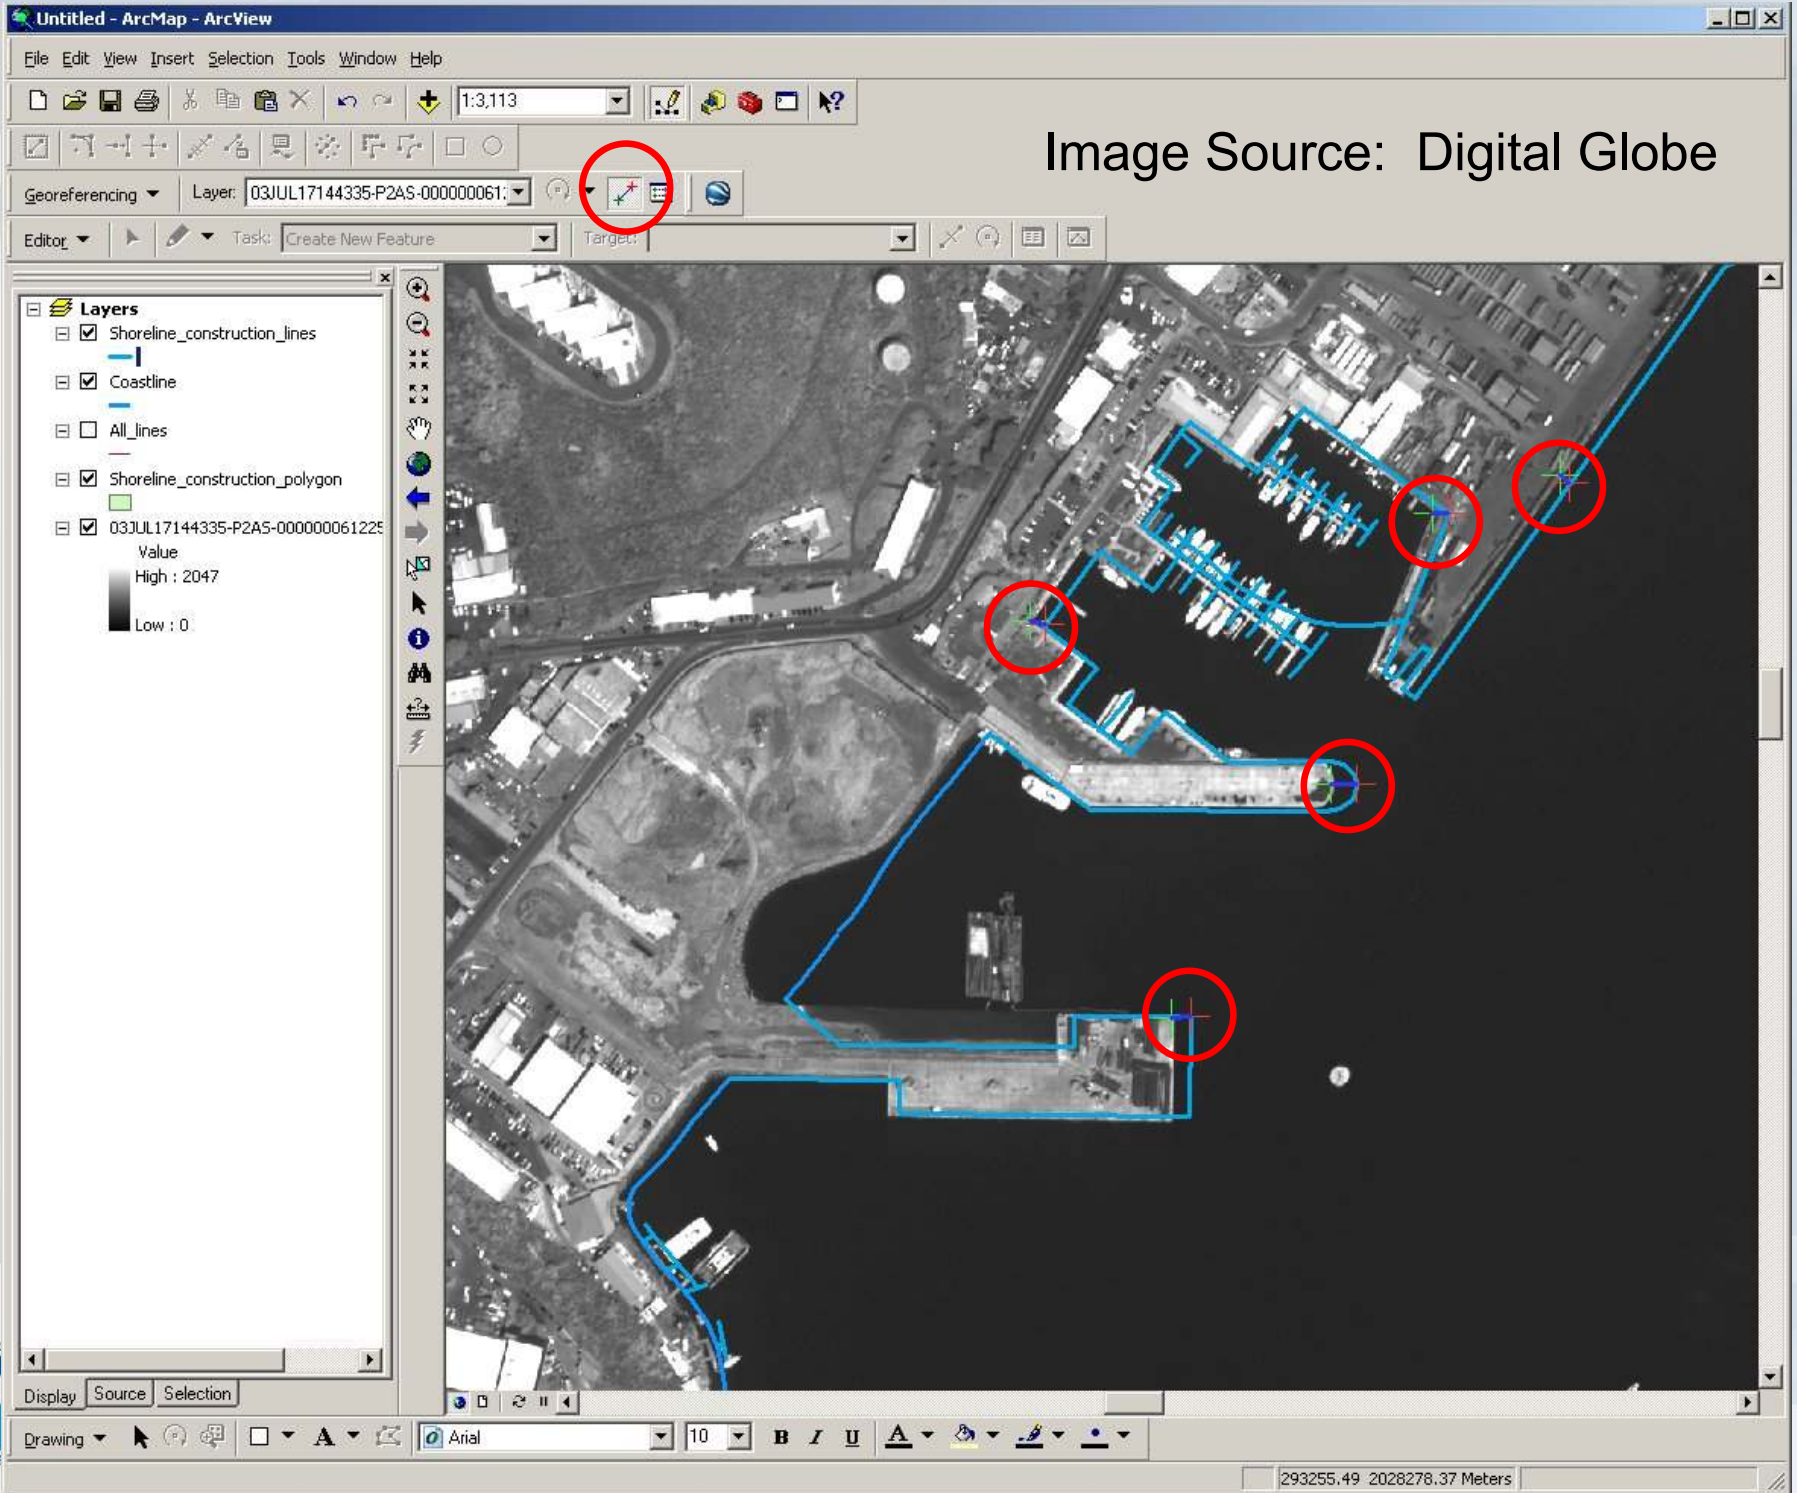 Untitled - ArcMap - ArcView
File Edit View Insert Selection Tools Window Help
1:3,113
Image Source: Digital Globe
Georeferencing Layer: 03JUL17144335-P2AS-000000061:
Editor Task: Create New Feature Target:
Layers
Shoreline_construction_lines
Coastline
All_lines
Shoreline_construction_polygon
03JUL17144335-P2AS-000000061225
Value
High : 2047
Low : 0
Display Source Selection
Drawing A Arial 10 B I U A
293255.49 2028278.37 Meters